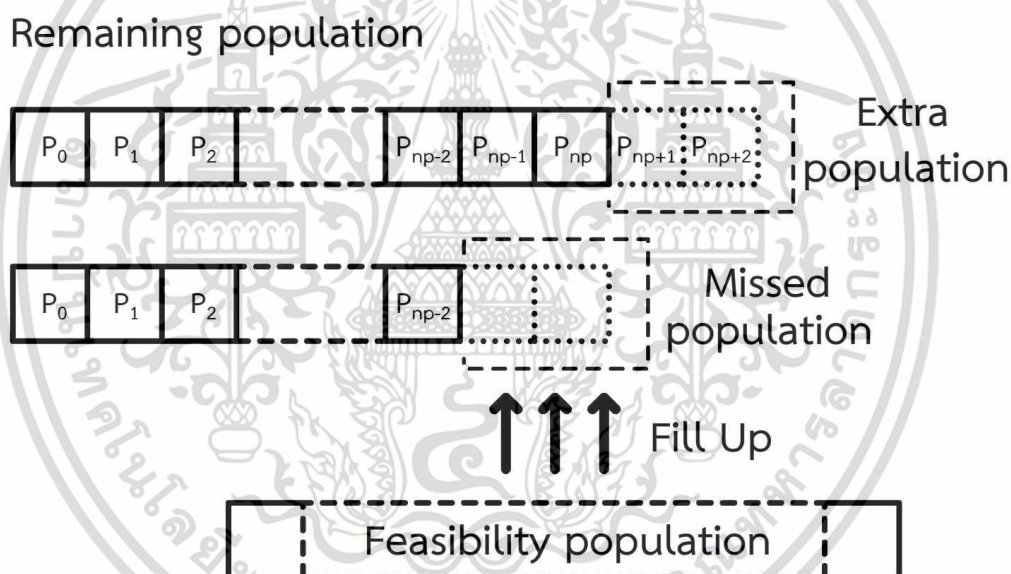 Remaining population
P₀ P₁ P₂ Pnp-2 Pnp-1 Pnp Pnp+1 Pnp+2
Extra
population
P₀ P₁ P₂ Pnp-2
Missed
population
Fill Up
Feasibility population